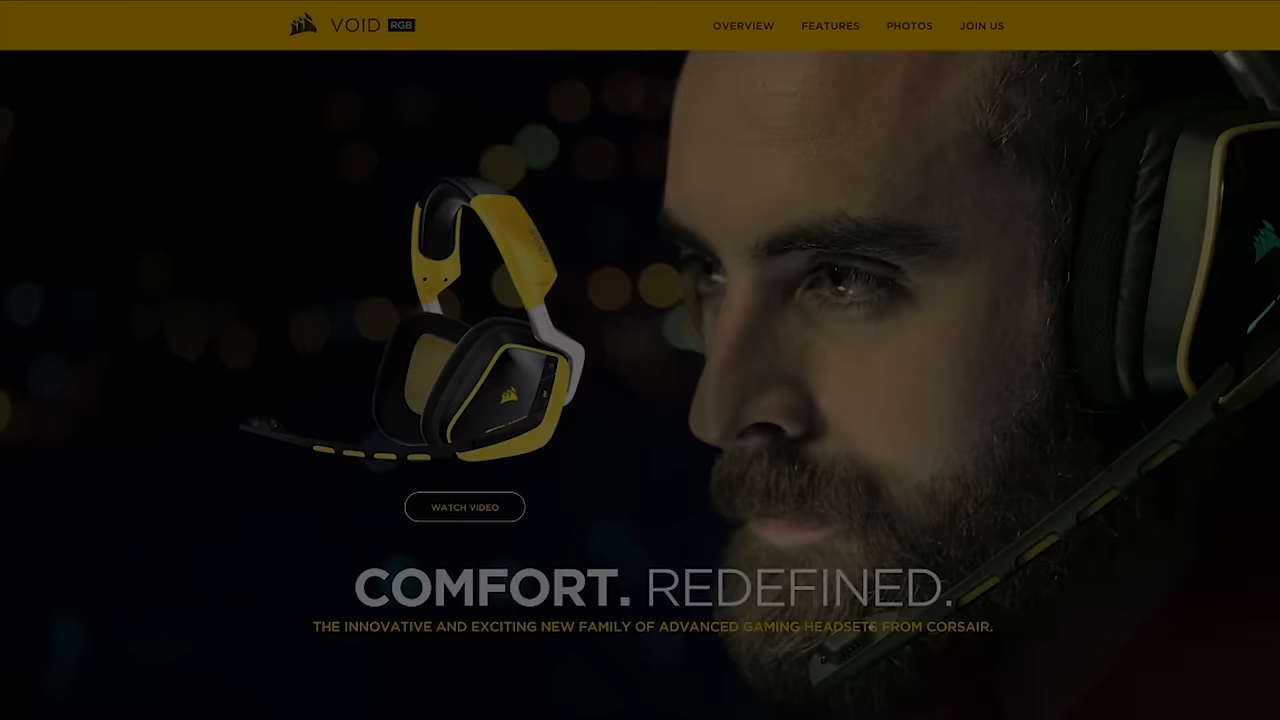 VOID RGB
OVERVIEW FEATURES PHOTOS JOIN US
WATCH VIDEO
COMFORT. REDEFINED.
THE INNOVATIVE AND EXCITING NEW FAMILY OF ADVANCED GAMING HEADSETS FROM CORSAIR.